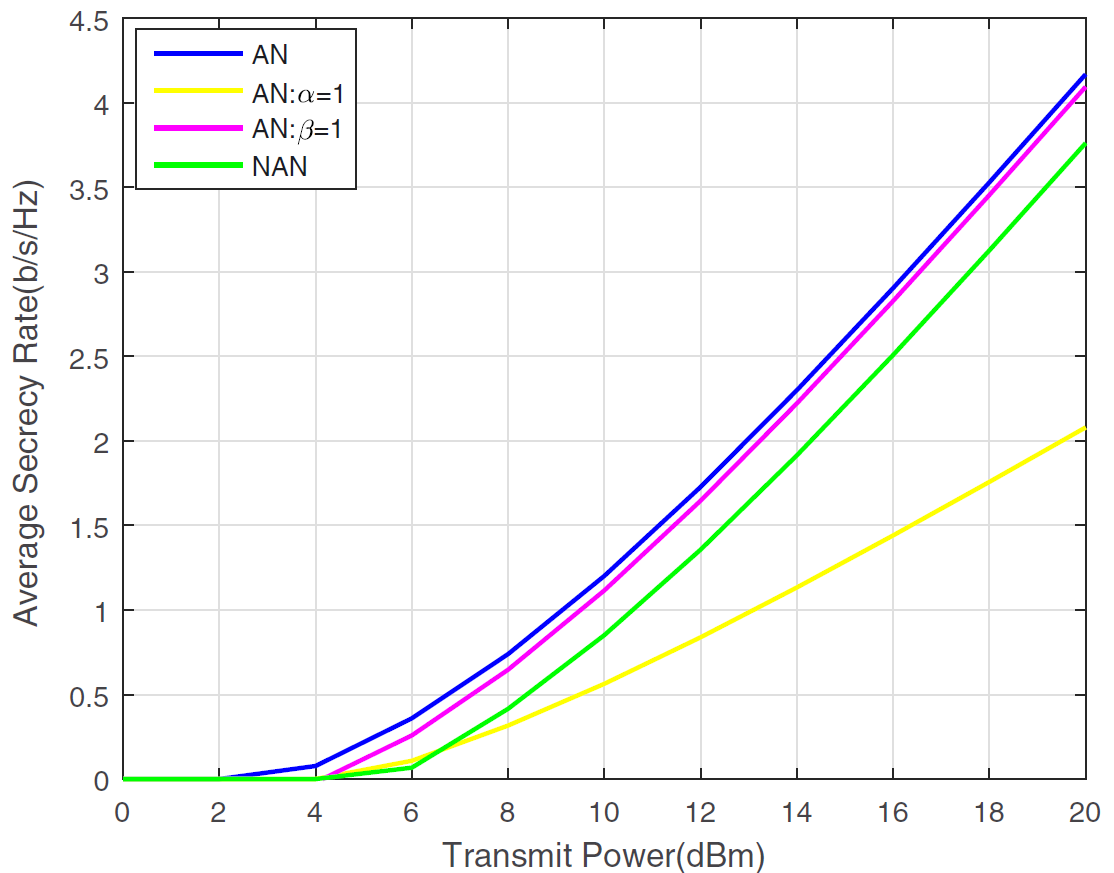 4.5
4
3.5
3
2.5
2
1.5
1
0.5
0
Average Secrecy Rate(b/s/Hz)
AN
AN:α=1
AN:β=1
NAN
0 2 4 6 8 10 12 14 16 18 20
Transmit Power(dBm)